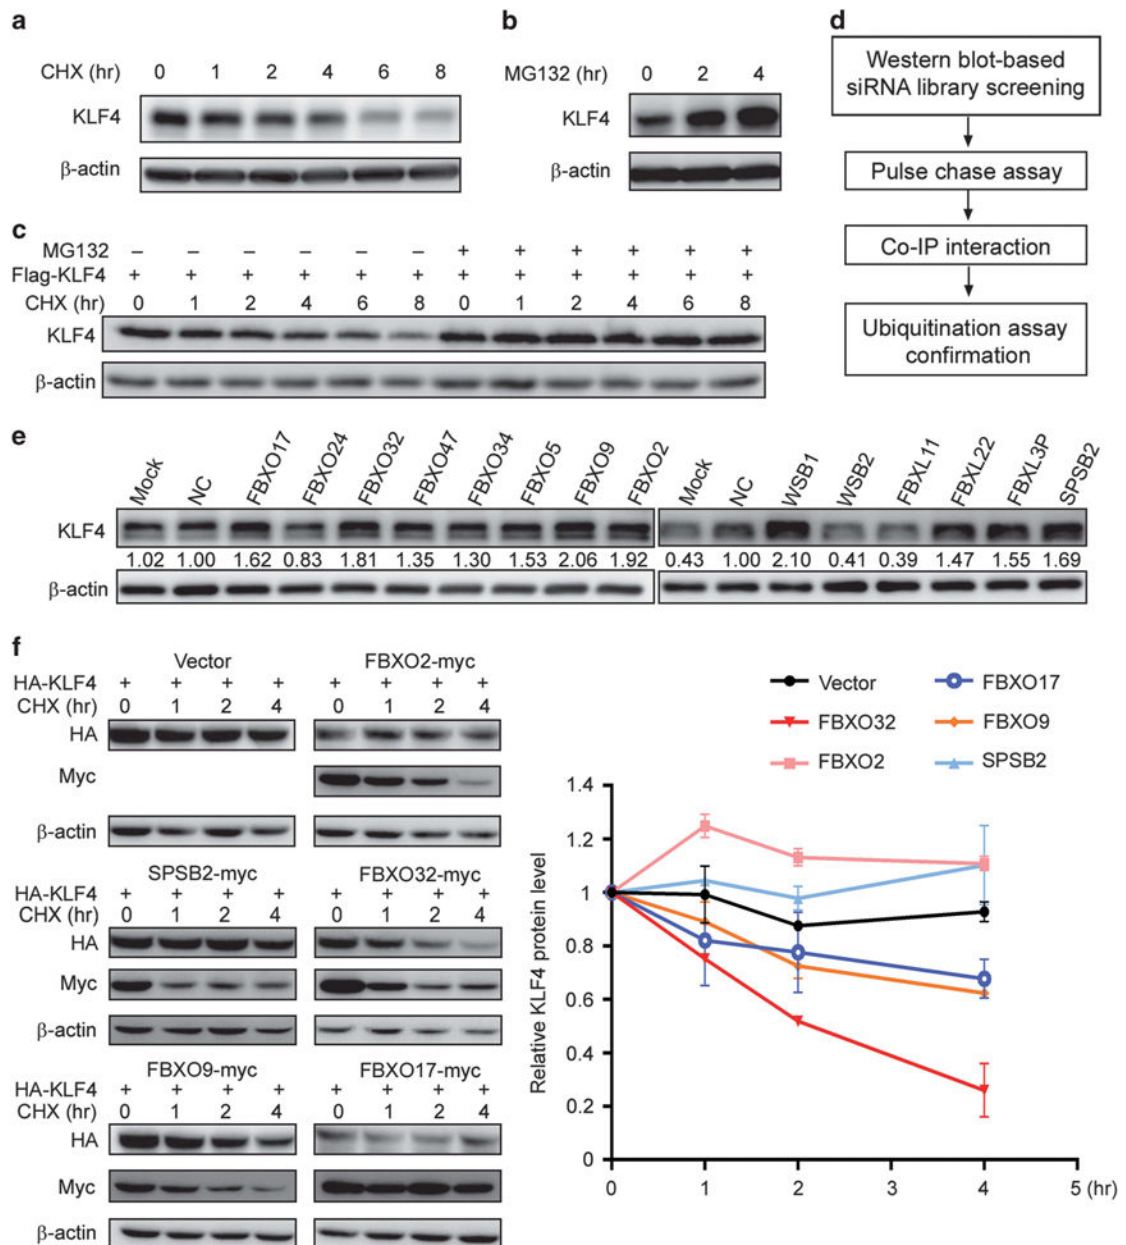 a
CHX (hr) 0 1 2 4 6 8
KLF4
β-actin
b
MG132 (hr) 0 2 4
KLF4
β-actin
c
MG132 – – – – – – + + + + + +
Flag-KLF4 + + + + + + + + + + + +
CHX (hr) 0 1 2 4 6 8 0 1 2 4 6 8
KLF4
β-actin
d
Western blot-based
siRNA library screening
Pulse chase assay
Co-IP interaction
Ubiquitination assay
confirmation
e
Mock NC FBXO17 FBXO24 FBXO32 FBXO47 FBXO34 FBXO5 FBXO9 FBXO2 Mock NC WSB1 WSB2 FBXL11 FBXL22 FBXL3P SPSB2
KLF4
1.02 1.00 1.62 0.83 1.81 1.35 1.30 1.53 2.06 1.92 0.43 1.00 2.10 0.41 0.39 1.47 1.55 1.69
β-actin
f
Vector FBXO2-myc
HA-KLF4 + + + + + + + +
CHX (hr) 0 1 2 4 0 1 2 4
HA
Myc
β-actin
SPSB2-myc FBXO32-myc
HA-KLF4 + + + + + + + +
CHX (hr) 0 1 2 4 0 1 2 4
HA
Myc
β-actin
FBXO9-myc FBXO17-myc
HA-KLF4 + + + + + + + +
CHX (hr) 0 1 2 4 0 1 2 4
HA
Myc
β-actin
Vector FBXO17
FBXO32 FBXO9
FBXO2 SPSB2
Relative KLF4 protein level
1.4
1.2
1
0.8
0.6
0.4
0.2
0
0 1 2 3 4 5 (hr)